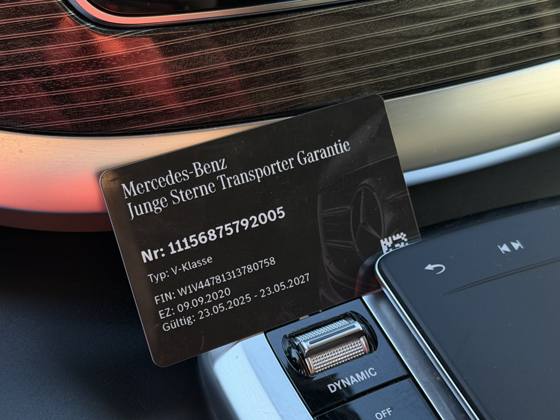 Mercedes-Benz
Junge Sterne Transporter Garantie
Nr: 11156875792005
Typ: V-Klasse
FIN: W1V44781313780758
EZ: 09.09.2020
Gültig: 23.05.2025 - 23.05.2027
DYNAMIC
OFF